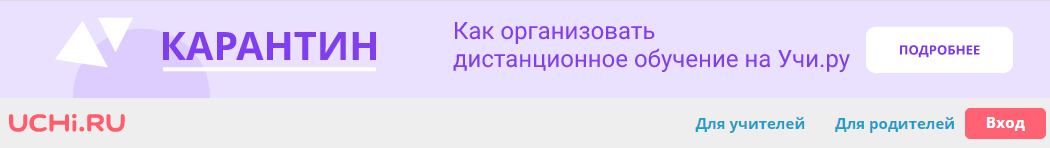 КАРАНТИН
Как организовать
дистанционное обучение на Учи.ру
ПОДРОБНЕЕ
UCHi.RU
Для учителей
Для родителей
Вход